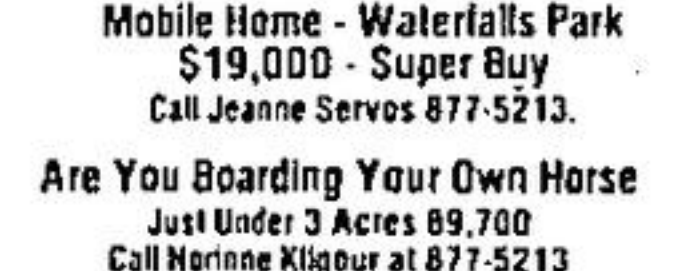 Mobile Home - Waterfalls Park
$19,000 - Super Buy
Call Jeanne Servos 877-5213.
Are You Boarding Your Own Horse
Just Under 3 Acres 89,700
Call Norinne Kilgour at 877-5213